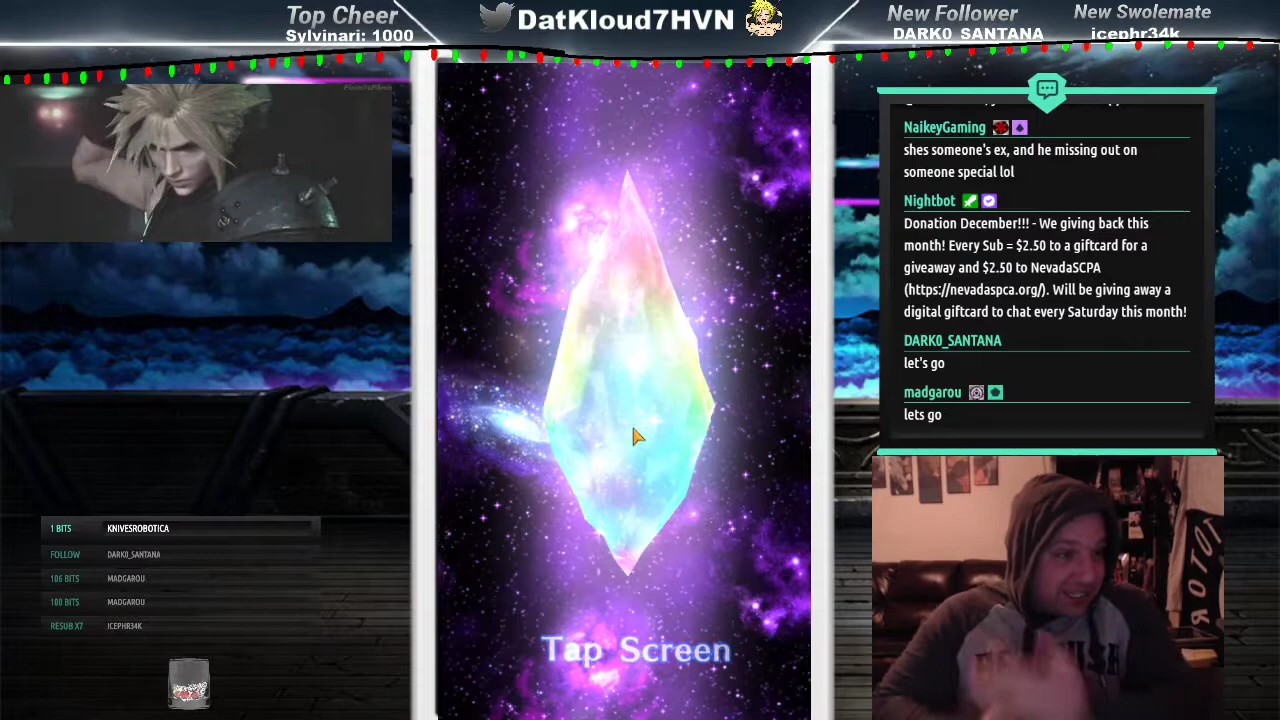 Top Cheer
Sylvinari: 1000
DatKloud7HVN
New Follower
DARK0_SANTANA
New Swolemate
icephr34k
NaikeyGaming
shes someone's ex, and he missing out on
someone special lol
Nightbot
Donation December!!! - We giving back this
month! Every Sub = $2.50 to a giftcard for a
giveaway and $2.50 to NevadaSCPA
(https://nevadaspca.org/). Will be giving away a
digital giftcard to chat every Saturday this month!
DARK0_SANTANA
let's go
madgarou
lets go
1 BITS KNIVESROBOTICA
FOLLOW DARK0_SANTANA
106 BITS MADGAROU
100 BITS MADGAROU
RESUB X7 ICEPHR34K
Tap Screen